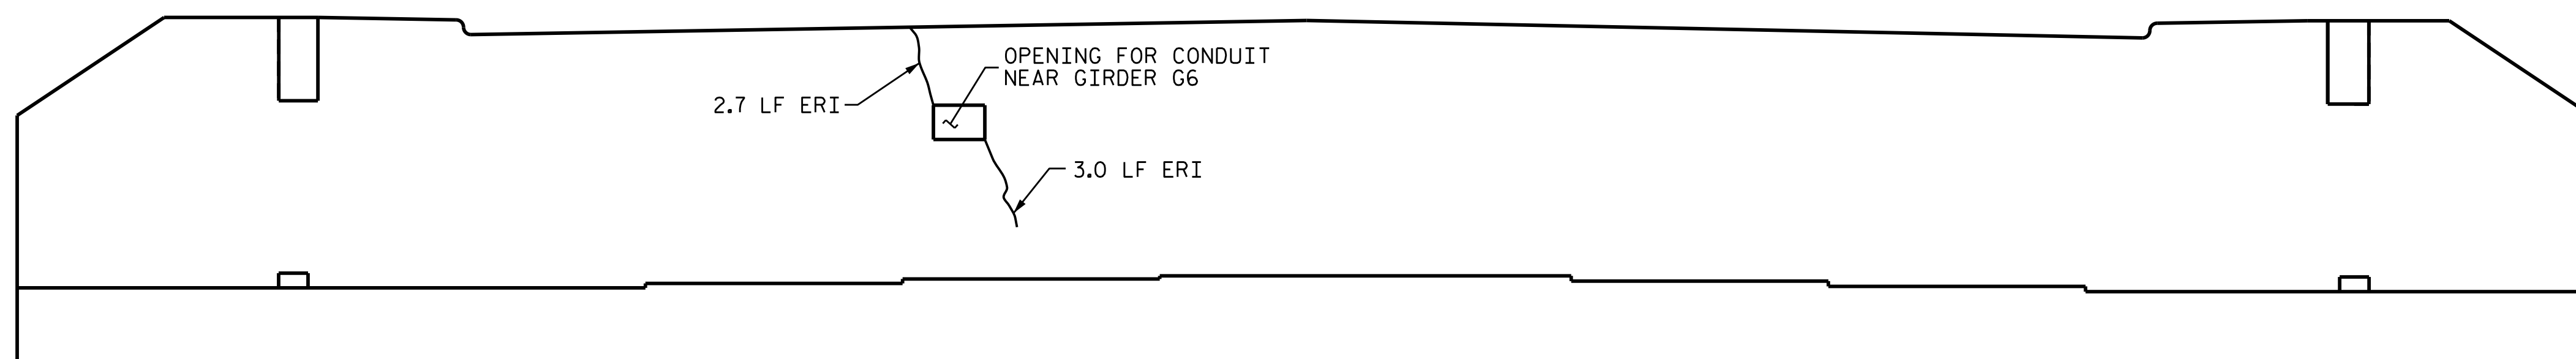 OPENING FOR CONDUIT
NEAR GIRDER G6
2.7 LF ERI
3.0 LF ERI